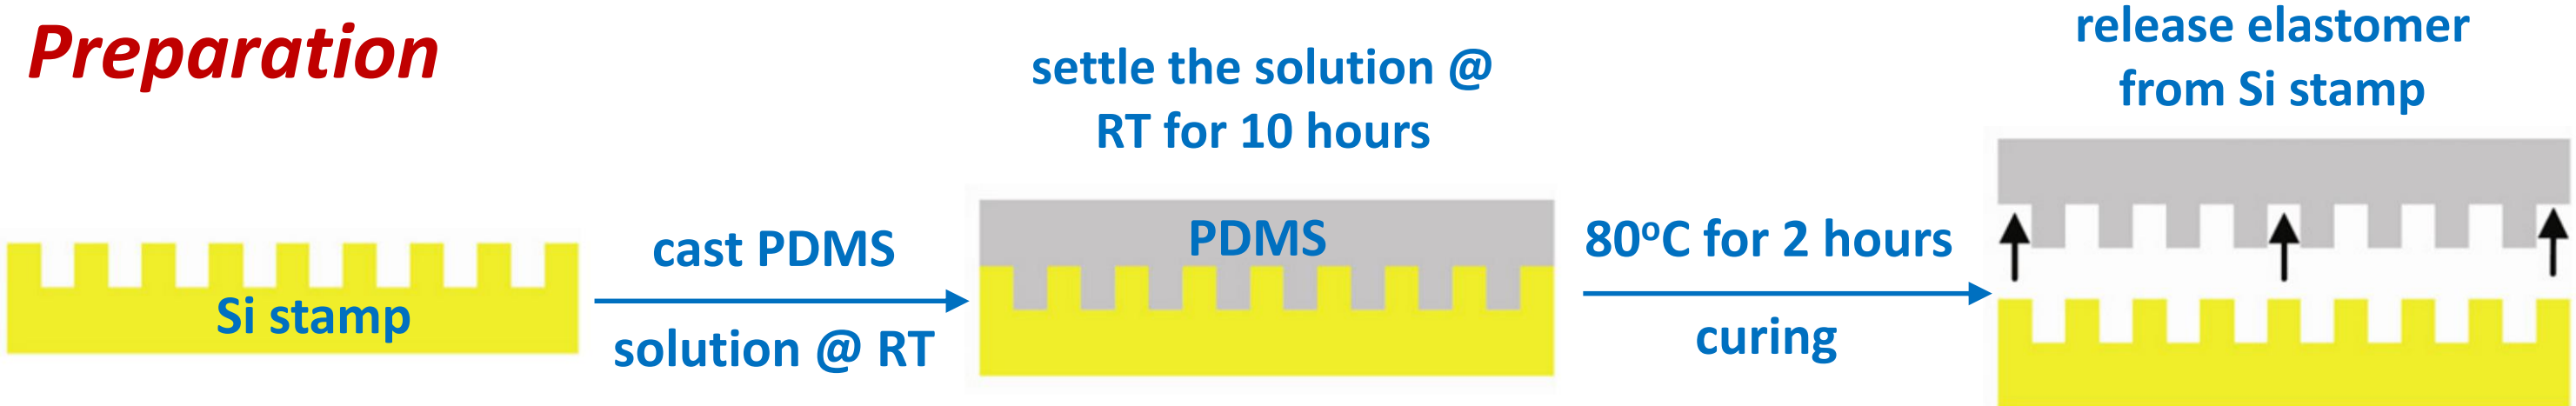 Preparation
Si stamp
cast PDMS
solution @ RT
settle the solution @
RT for 10 hours
PDMS
80ºC for 2 hours
curing
release elastomer
from Si stamp